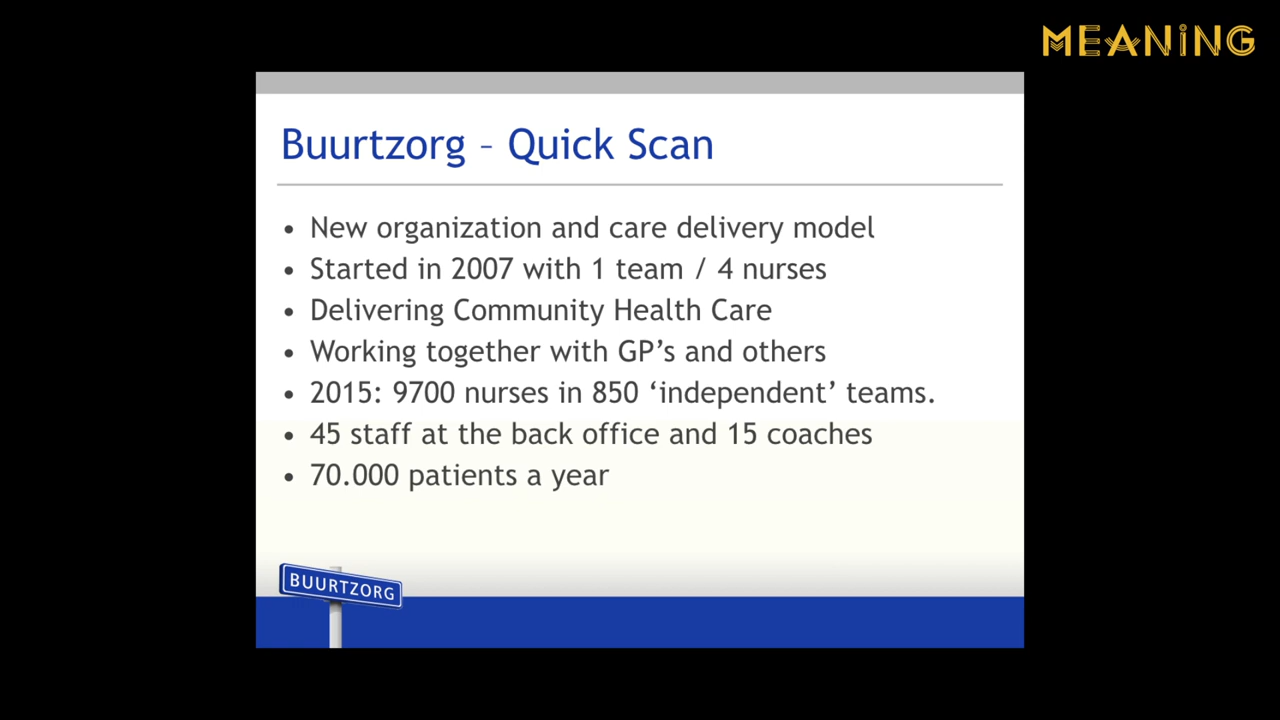 MEANING
Buurtzorg – Quick Scan
• New organization and care delivery model
• Started in 2007 with 1 team / 4 nurses
• Delivering Community Health Care
• Working together with GP’s and others
• 2015: 9700 nurses in 850 ‘independent’ teams.
• 45 staff at the back office and 15 coaches
• 70.000 patients a year
BUURTZORG